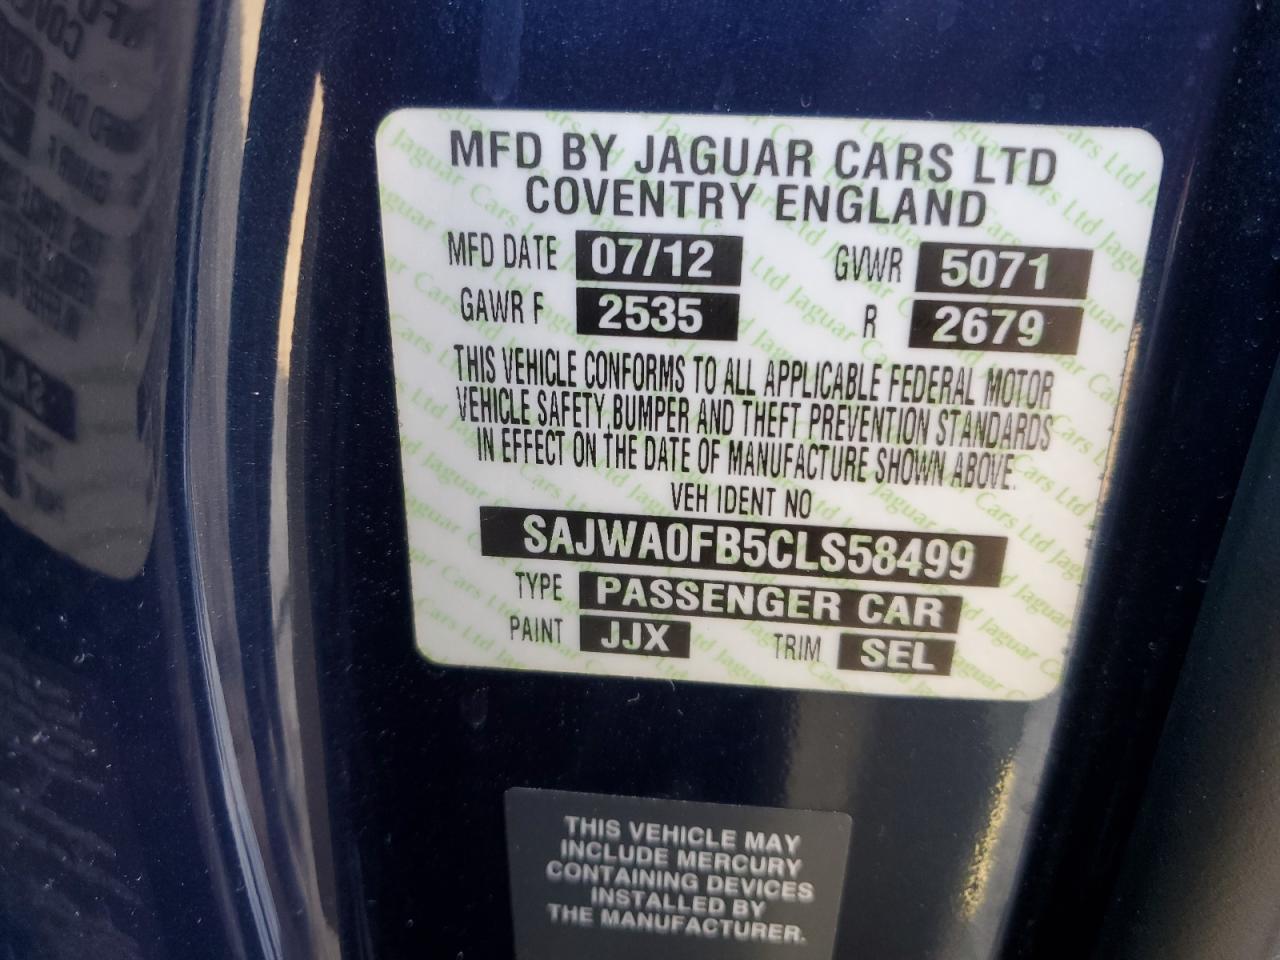 MFD BY JAGUAR CARS LTD
COVENTRY ENGLAND
MFD DATE 07/12 GVWR 5071
GAWR F 2535 R 2679
THIS VEHICLE CONFORMS TO ALL APPLICABLE FEDERAL MOTOR
VEHICLE SAFETY,BUMPER AND THEFT PREVENTION STANDARDS
IN EFFECT ON THE DATE OF MANUFACTURE SHOWN ABOVE.
VEH IDENT NO
SAJWA0FB5CLS58499
TYPE PASSENGER CAR
PAINT JJX TRIM SEL
THIS VEHICLE MAY
INCLUDE MERCURY
CONTAINING DEVICES
INSTALLED BY
THE MANUFACTURER.